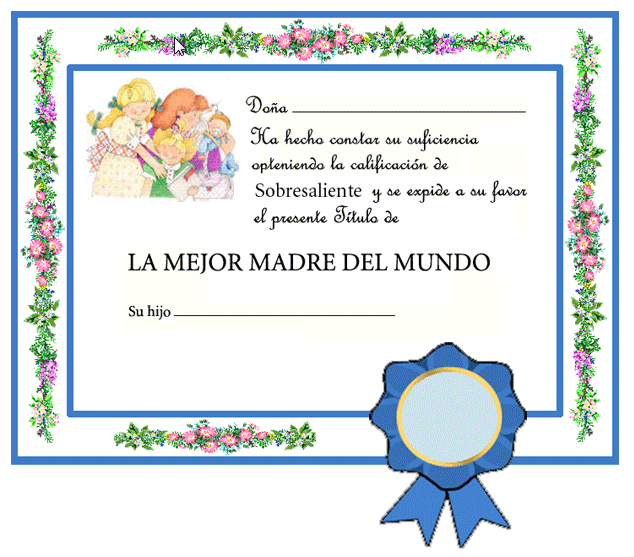 Doña
Ha hecho constar su suficiencia
opteniendo la calificación de
Sobresaliente y se expide a su favor
el presente Título de
LA MEJOR MADRE DEL MUNDO
Su hijo